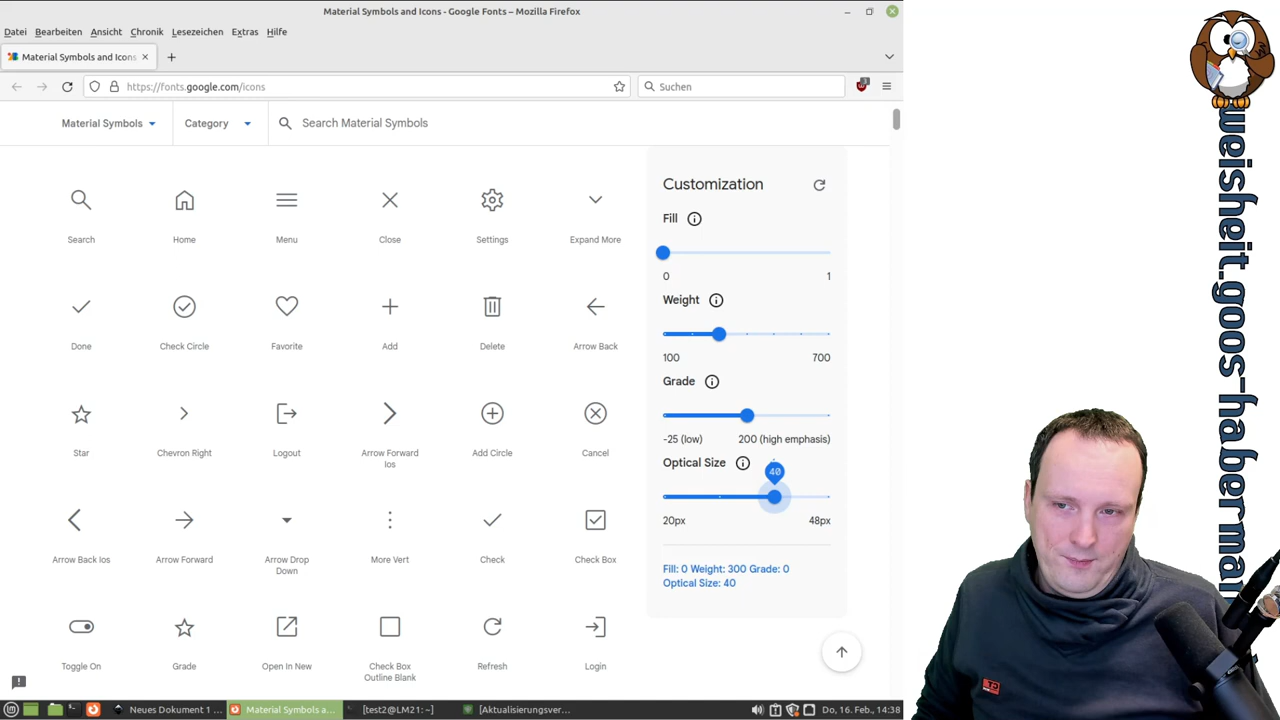 Material Symbols and Icons - Google Fonts – Mozilla Firefox
Datei Bearbeiten Ansicht Chronik Lesezeichen Extras Hilfe
Material Symbols and Icons
https://fonts.google.com/icons
Suchen
3
Material Symbols
Category
Search Material Symbols
Search Home Menu Close Settings Expand More
Done Check Circle Favorite Add Delete Arrow Back
Star Chevron Right Logout Arrow Forward Add Circle Cancel
Ios
Arrow Back Ios Arrow Forward Arrow Drop More Vert Check Check Box
Down
Toggle On Grade Open In New Check Box Refresh Login
Outline Blank
Customization
Fill
0 1
Weight
100 700
Grade
-25 (low) 200 (high emphasis)
Optical Size
40
20px 48px
Fill: 0 Weight: 300 Grade: 0
Optical Size: 40
Neues Dokument 1 ...
Material Symbols a...
[test2@LM21: ~]
[Aktualisierungsver...
Do, 16. Feb., 14:38
weisheit.goos-haberman